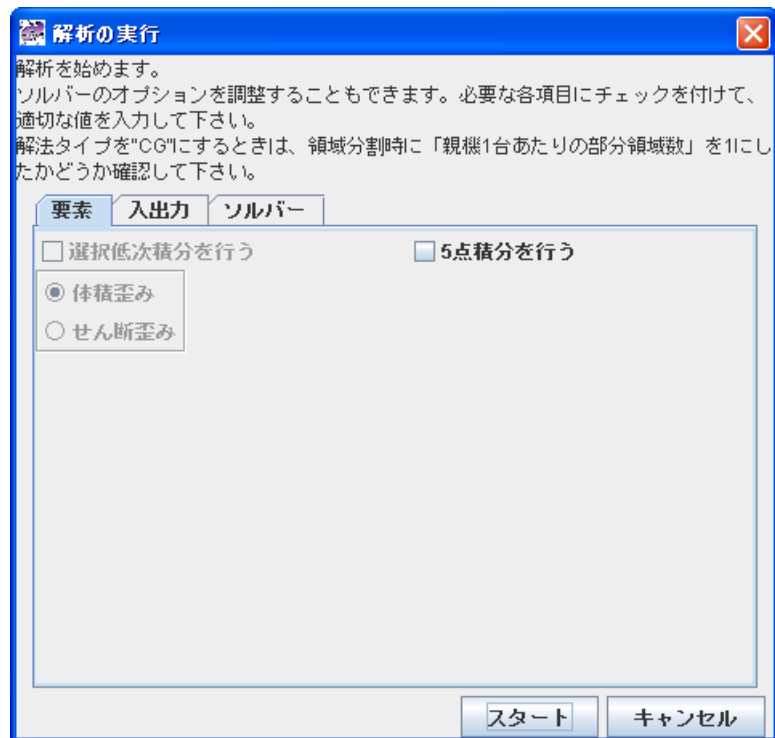 解析の実行
解析を始めます。
ソルバーのオプションを調整することもできます。必要な各項目にチェックを付けて、
適切な値を入力して下さい。
解法タイプを"CG"にするときは、領域分割時に「親機1台あたりの部分領域数」を1にし
たかどうか確認して下さい。
要素 入出力 ソルバー
選択低次積分を行う 5点積分を行う
体積歪み
せん断歪み
スタート キャンセル